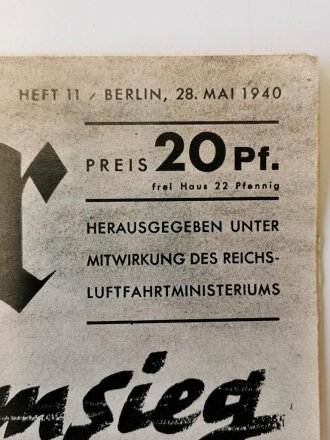 HEFT 11 / BERLIN, 28. MAI 1940
PREIS 20 Pf.
frei Haus 22 Pfennig
HERAUSGEGEBEN UNTER
MITWIRKUNG DES REICHS-
LUFTFAHRTMINISTERIUMS
r
msieg